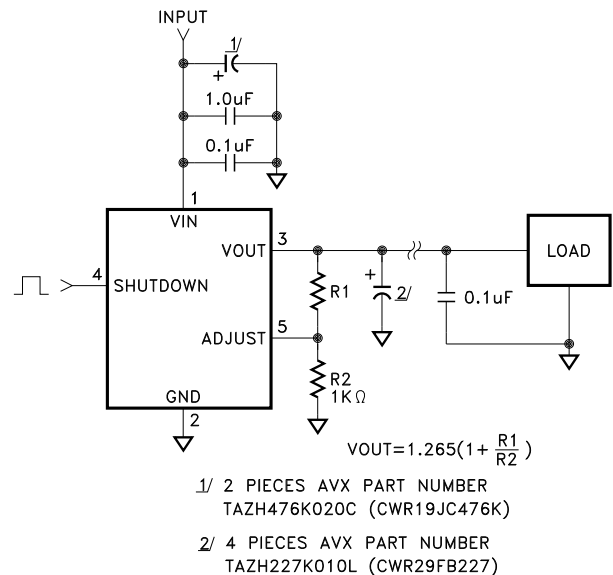 INPUT
1/
+
1.0uF
0.1uF
1
VIN
VOUT 3
4 SHUTDOWN
ADJUST 5
GND
2
R1
R2
1KΩ
+
2/
0.1uF
LOAD
VOUT=1.265(1+ R1/R2 )
1/ 2 PIECES AVX PART NUMBER
TAZH476K020C (CWR19JC476K)
2/ 4 PIECES AVX PART NUMBER
TAZH227K010L (CWR29FB227)